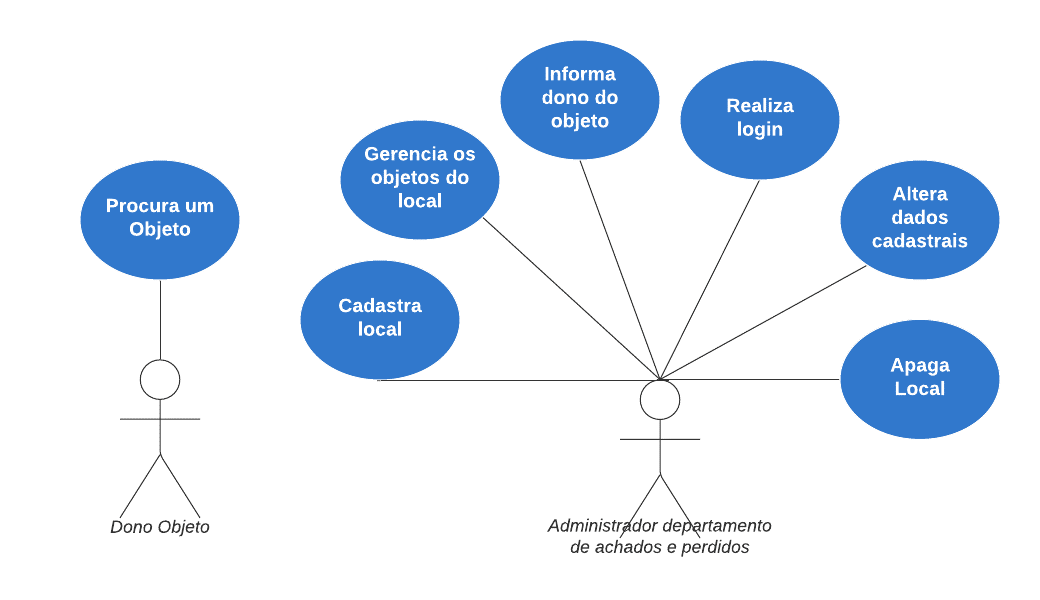 Informa
dono do
objeto
Realiza
login
Gerencia os
objetos do
local
Procura um
Objeto
Altera
dados
cadastrais
Cadastra
local
Apaga
Local
Dono Objeto
Administrador departamento
de achados e perdidos